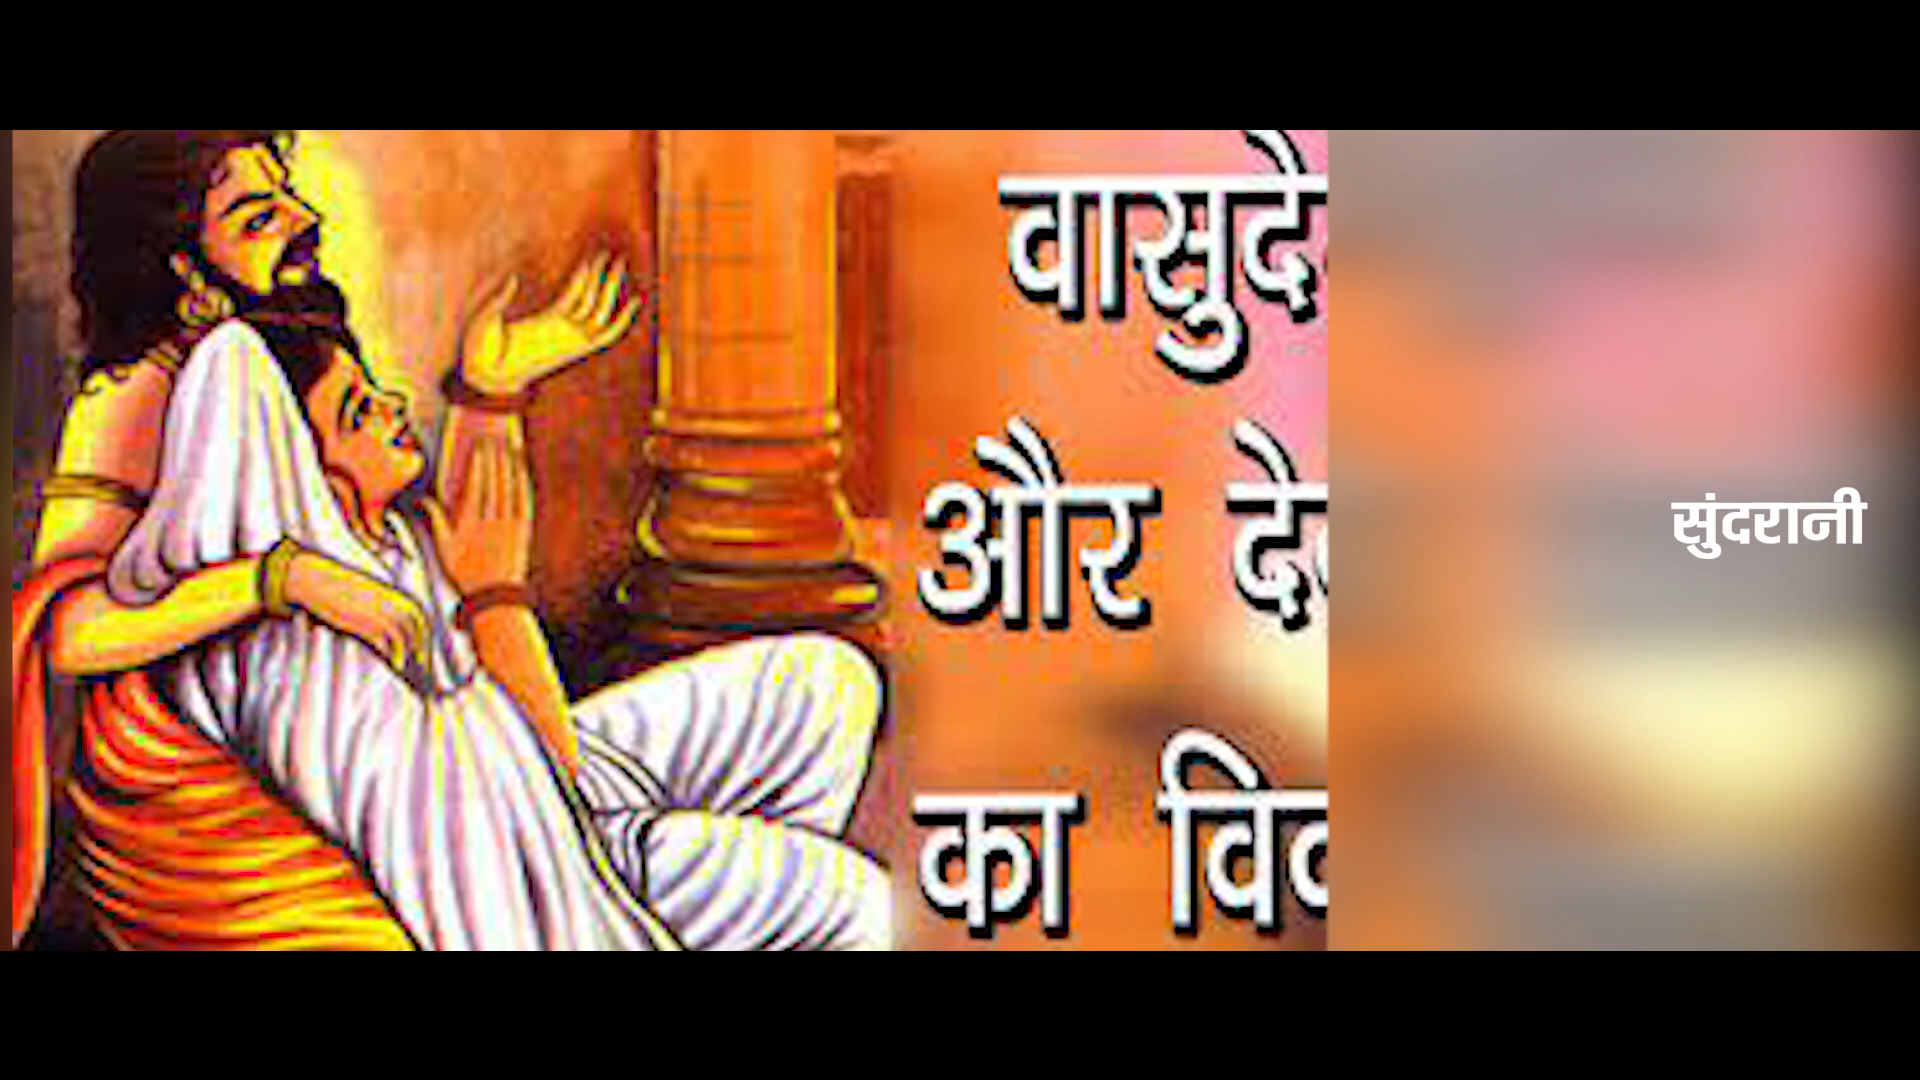 वासुदे
और दे
का वि
सुंदरानी